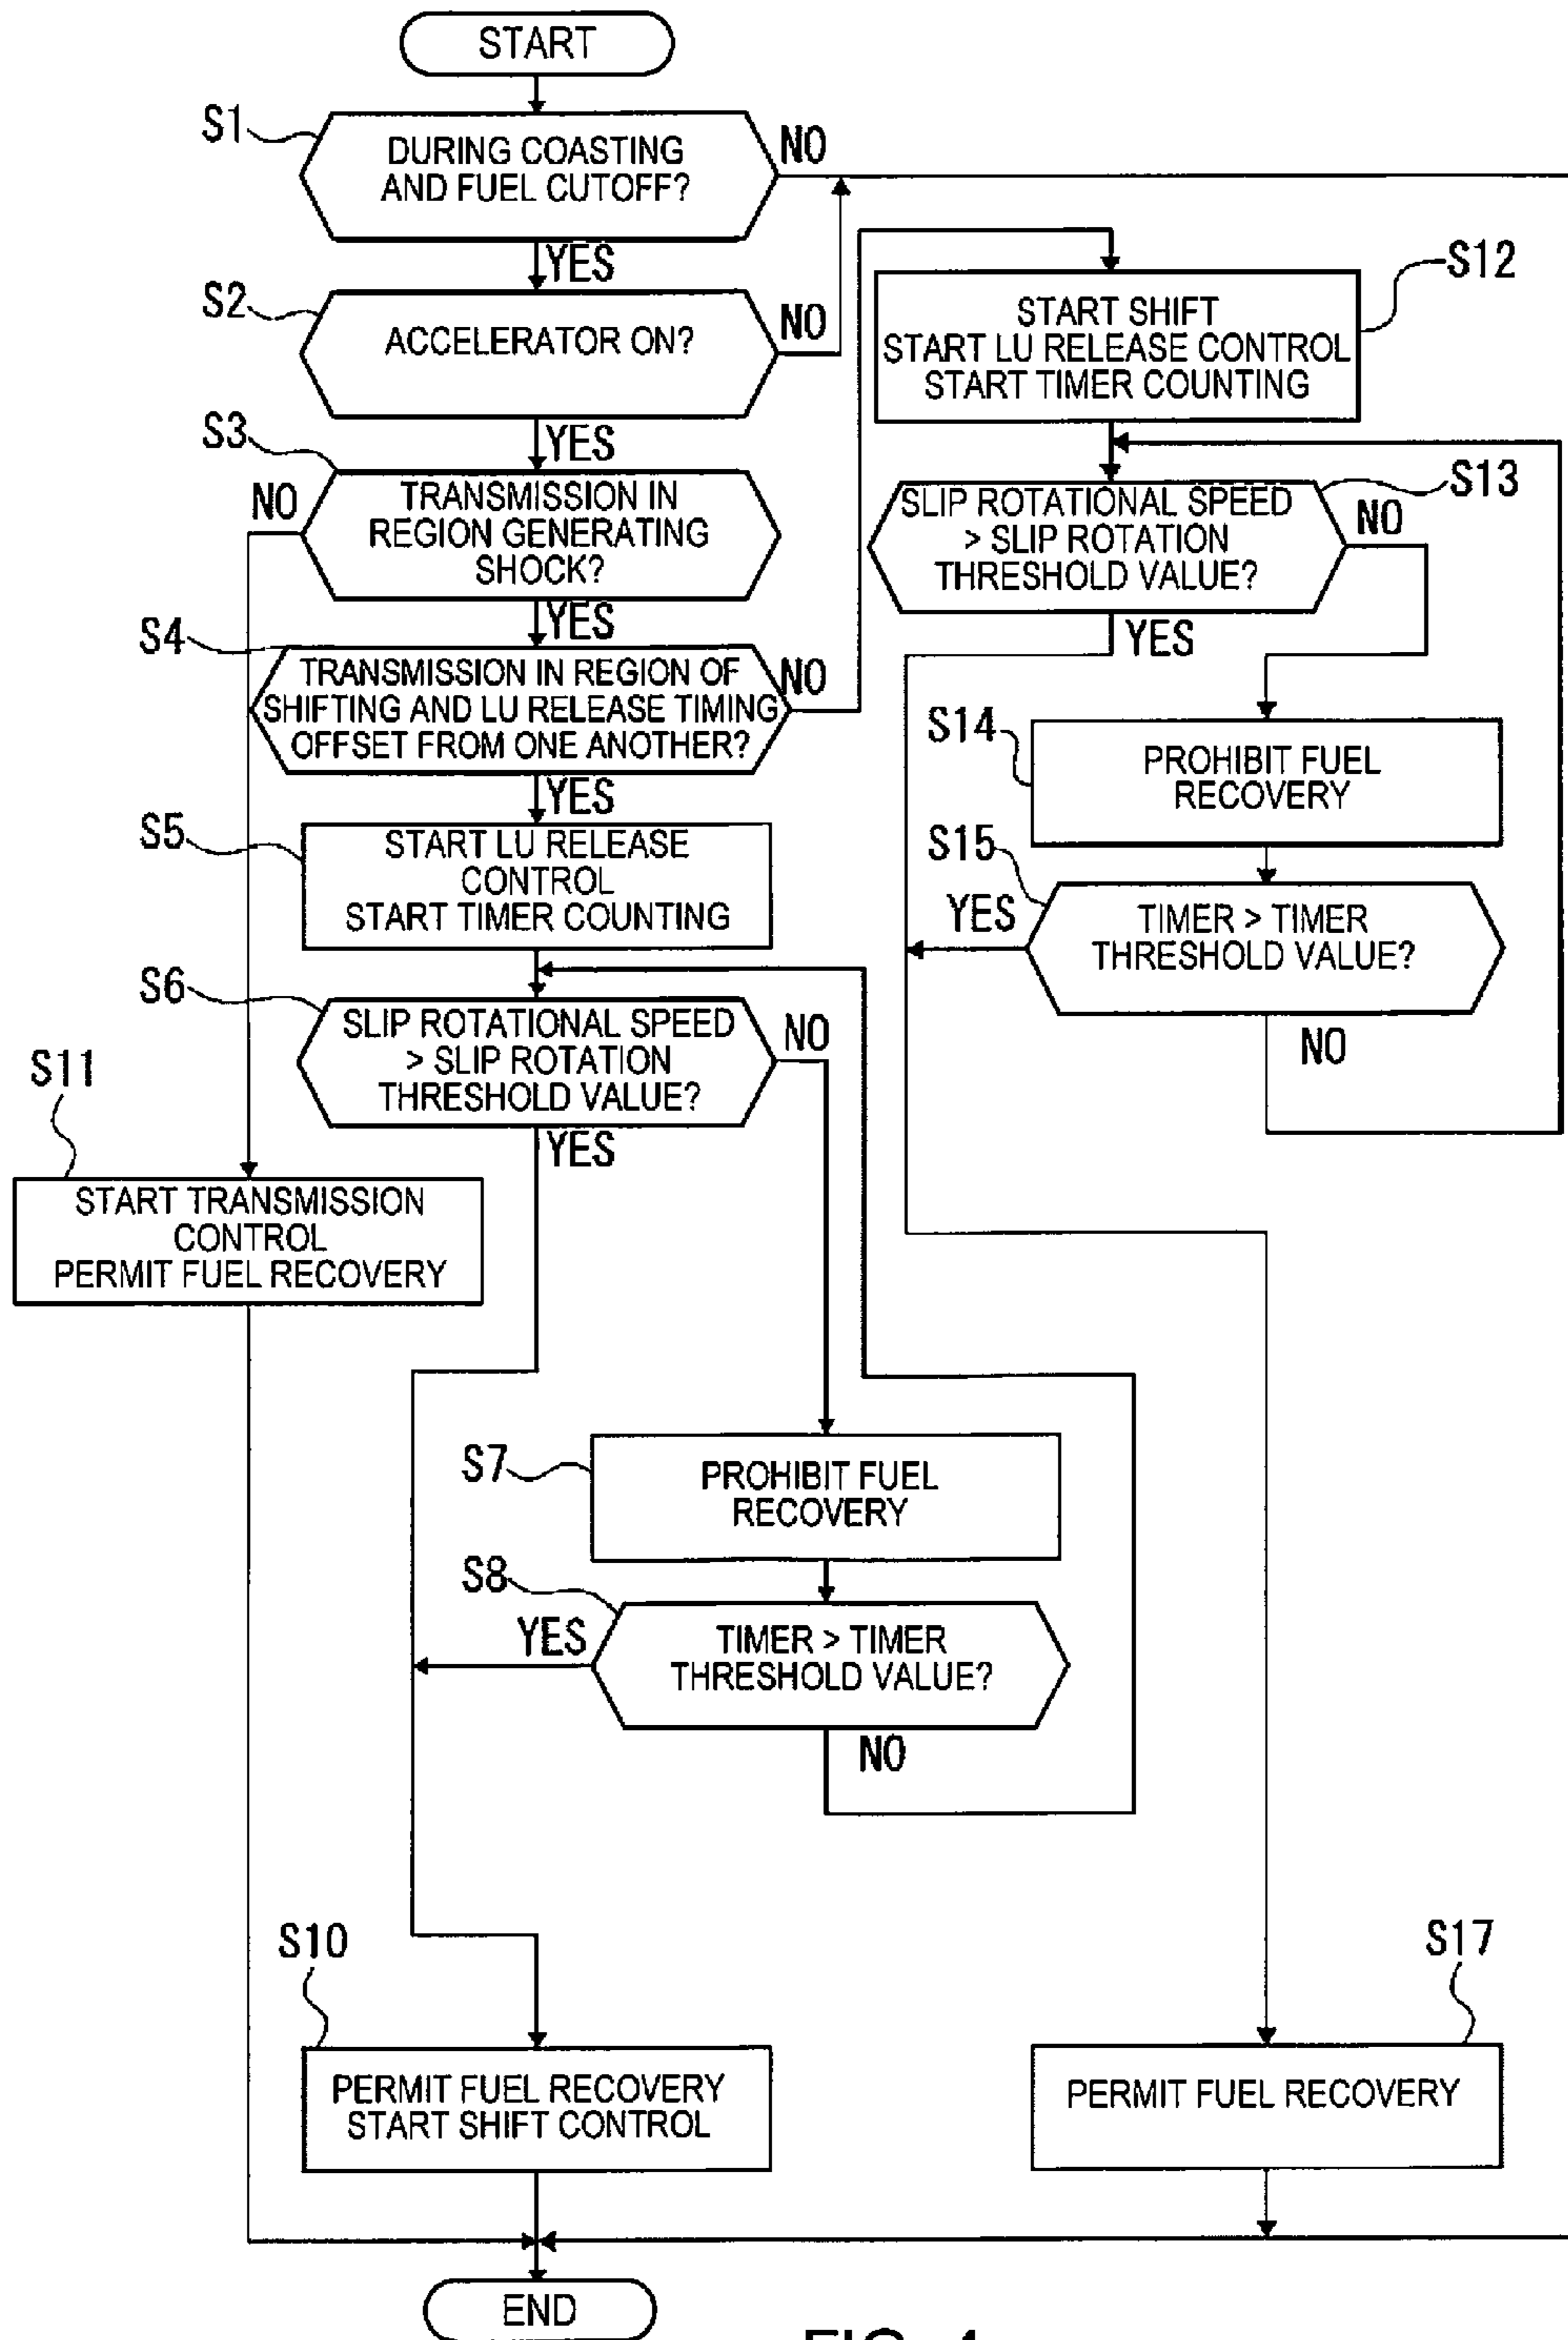 START
S1
DURING COASTING
AND FUEL CUTOFF?
NO
YES
S2
ACCELERATOR ON?
NO
YES
S3
TRANSMISSION IN
REGION GENERATING
SHOCK?
NO
YES
S4
TRANSMISSION IN REGION OF
SHIFTING AND LU RELEASE TIMING
OFFSET FROM ONE ANOTHER?
NO
YES
S5
START LU RELEASE
CONTROL
START TIMER COUNTING
S6
SLIP ROTATIONAL SPEED
> SLIP ROTATION
THRESHOLD VALUE?
NO
YES
S11
START TRANSMISSION
CONTROL
PERMIT FUEL RECOVERY
S7
PROHIBIT FUEL
RECOVERY
S8
YES
TIMER > TIMER
THRESHOLD VALUE?
NO
S10
PERMIT FUEL RECOVERY
START SHIFT CONTROL
S12
START SHIFT
START LU RELEASE CONTROL
START TIMER COUNTING
S13
SLIP ROTATIONAL SPEED
> SLIP ROTATION
THRESHOLD VALUE?
NO
YES
S14
PROHIBIT FUEL
RECOVERY
S15
YES
TIMER > TIMER
THRESHOLD VALUE?
NO
S17
PERMIT FUEL RECOVERY
END